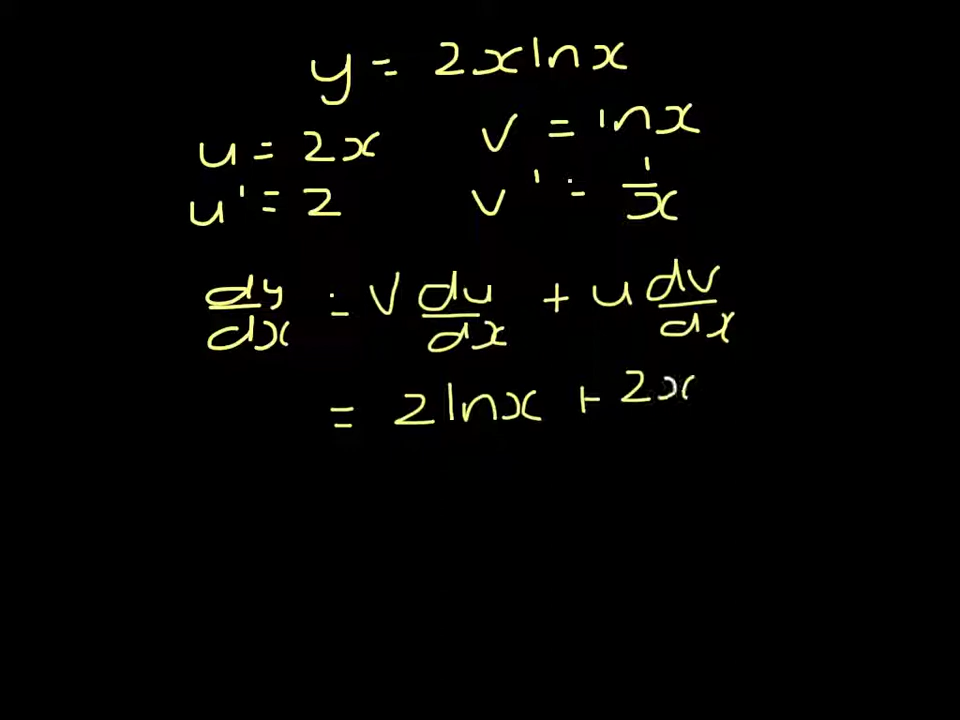 y = 2x ln x
u = 2x v = ln x
u' = 2 v' = 1/x
dy/dx = v du/dx + u dv/dx
= 2 ln x + 2x